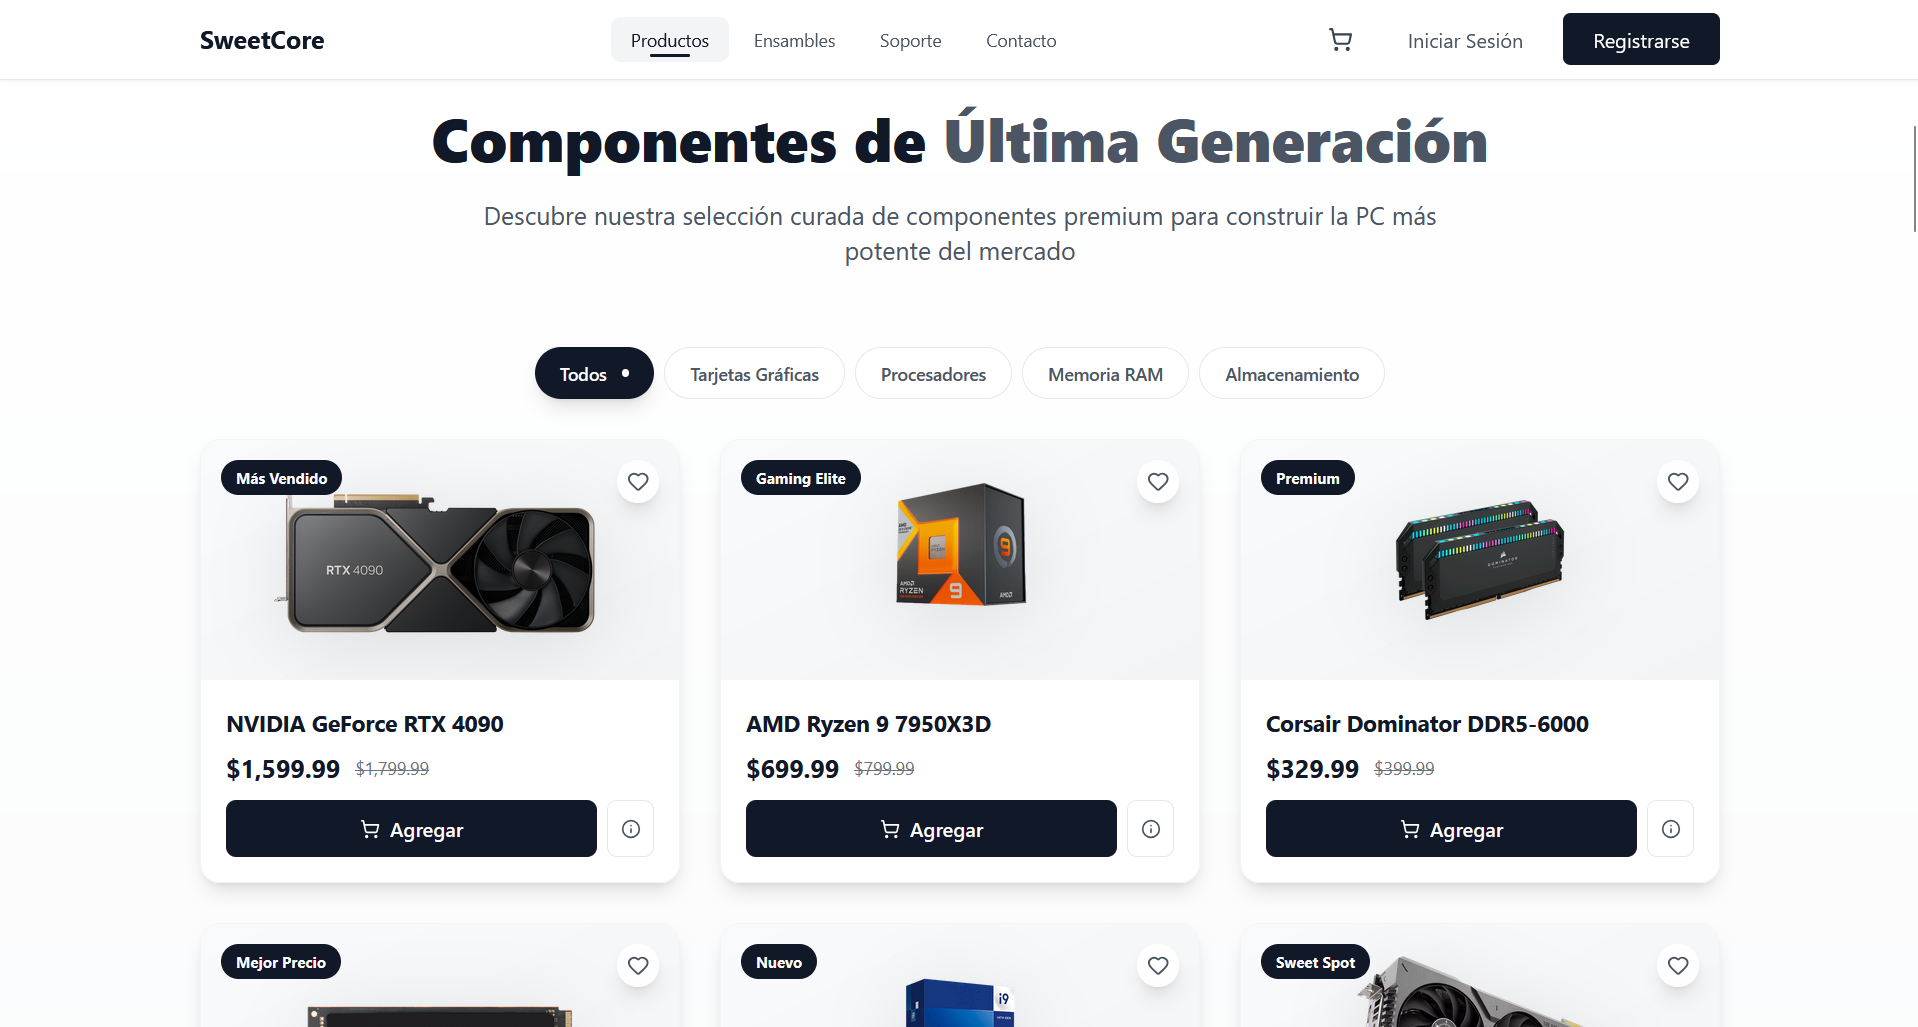 SweetCore
Productos
Ensambles
Soporte
Contacto
Iniciar Sesión
Registrarse
Componentes de Última Generación
Descubre nuestra selección curada de componentes premium para construir la PC más
potente del mercado
Todos
Tarjetas Gráficas
Procesadores
Memoria RAM
Almacenamiento
Más Vendido
RTX 4090
NVIDIA GeForce RTX 4090
$1,599.99 $1,799.99
Agregar
Gaming Elite
AMD
RYZEN
9
9
AMD
AMD Ryzen 9 7950X3D
$699.99 $799.99
Agregar
Premium
DOMINATOR
Corsair Dominator DDR5-6000
$329.99 $399.99
Agregar
Mejor Precio
Nuevo
i9
Sweet Spot